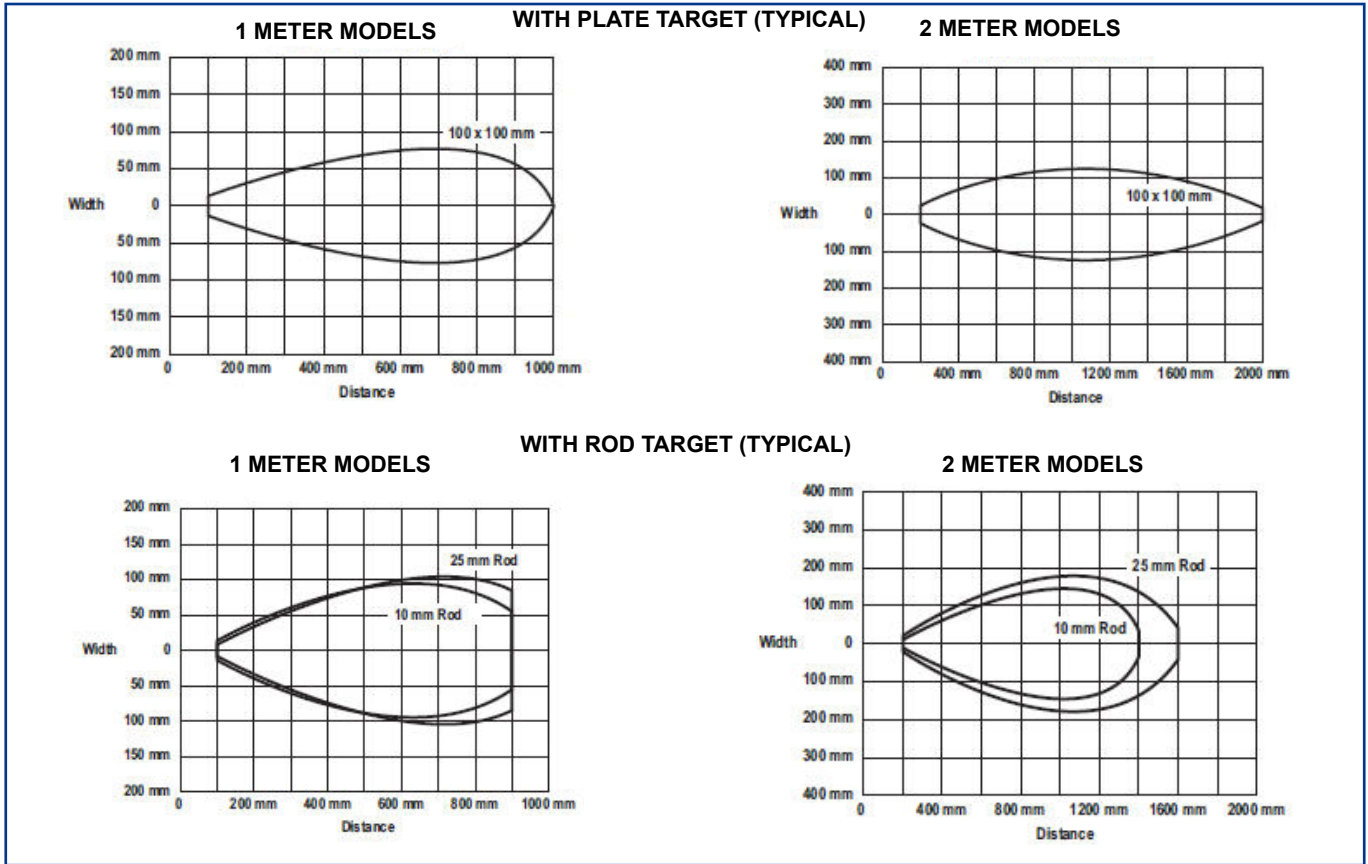 WITH PLATE TARGET (TYPICAL)
1 METER MODELS
200 mm
150 mm
100 mm
50 mm
Width 0
50 mm
100 mm
150 mm
200 mm
100 x 100 mm
0 200 mm 400 mm 600 mm 800 mm 1000 mm
Distance
2 METER MODELS
400 mm
300 mm
200 mm
100 mm
Width 0
100 mm
200 mm
300 mm
400 mm
100 x 100 mm
0 400 mm 800 mm 1200 mm 1600 mm 2000 mm
Distance
WITH ROD TARGET (TYPICAL)
1 METER MODELS
200 mm
150 mm
100 mm
50 mm
Width 0
50 mm
100 mm
150 mm
200 mm
25 mm Rod
10 mm Rod
0 200 mm 400 mm 600 mm 800 mm 1000 mm
Distance
2 METER MODELS
400 mm
300 mm
200 mm
100 mm
Width 0
100 mm
200 mm
300 mm
400 mm
25 mm Rod
10 mm Rod
0 400 mm 800 mm 1200 mm 1600 mm 2000 mm
Distance